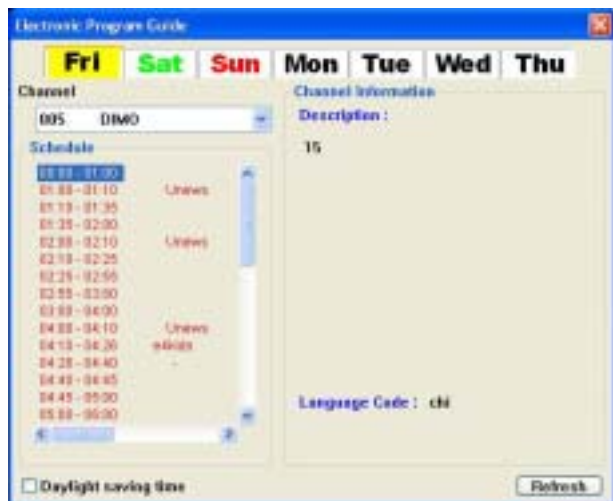 Electronic Program Guide
Fri Sat Sun Mon Tue Wed Thu
Channel
005 DIMO
Schedule
00:00 - 01:00
01:00 - 01:10 Unews
01:10 - 01:35
01:35 - 02:00
02:00 - 02:10 Unews
02:10 - 02:25
02:25 - 02:55
02:55 - 03:00
03:00 - 04:00
04:00 - 04:10 Unews
04:10 - 04:20
04:20 - 04:40 -
04:40 - 04:45
04:45 - 05:00
05:00 - 06:00
Channel Information
Description :
15
Language Code : chi
Daylight saving time
Refresh